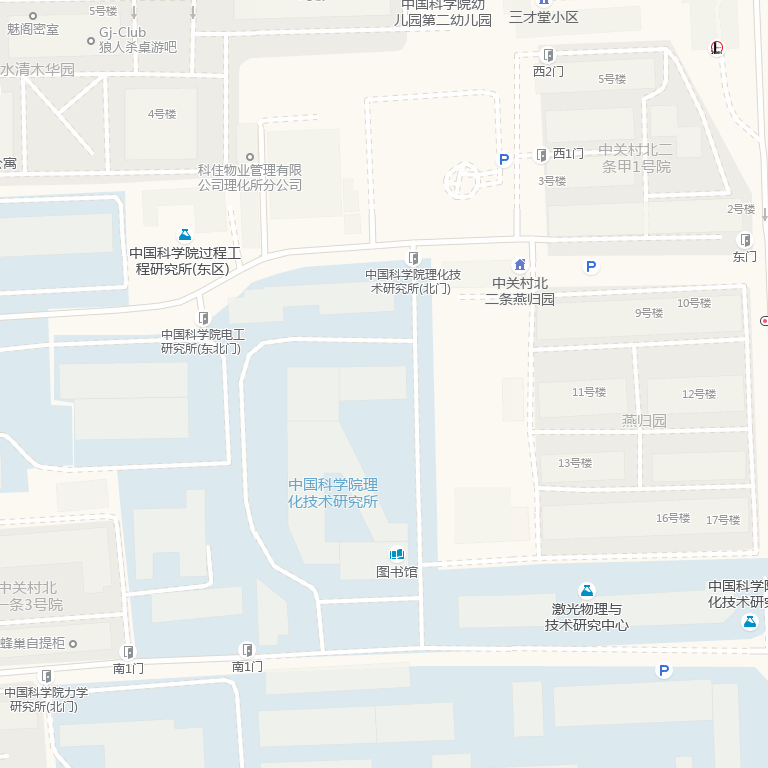 5号楼
魅阁密室
Gj-Club
狼人杀桌游吧
水清木华园
中国科学院幼
儿园第二幼儿园
三才堂小区
西2门
5号楼
4号楼
科住物业管理有限
公司理化所分公司
P
西1门
中关村北二
条甲1号院
3号楼
2号楼
东门
寓
中国科学院过程工
程研究所(东区)
中国科学院理化技
术研究所(北门)
中关村北
二条燕归园
P
中国科学院电工
研究所(东北门)
9号楼
10号楼
11号楼
12号楼
燕归园
13号楼
16号楼
17号楼
中国科学院理
化技术研究所
图书馆
激光物理与
技术研究中心
中国科学院
化技术研究
中关村北
一条3号院
蜂巢自提柜
南1门
南1门
中国科学院力学
研究所(北门)
P